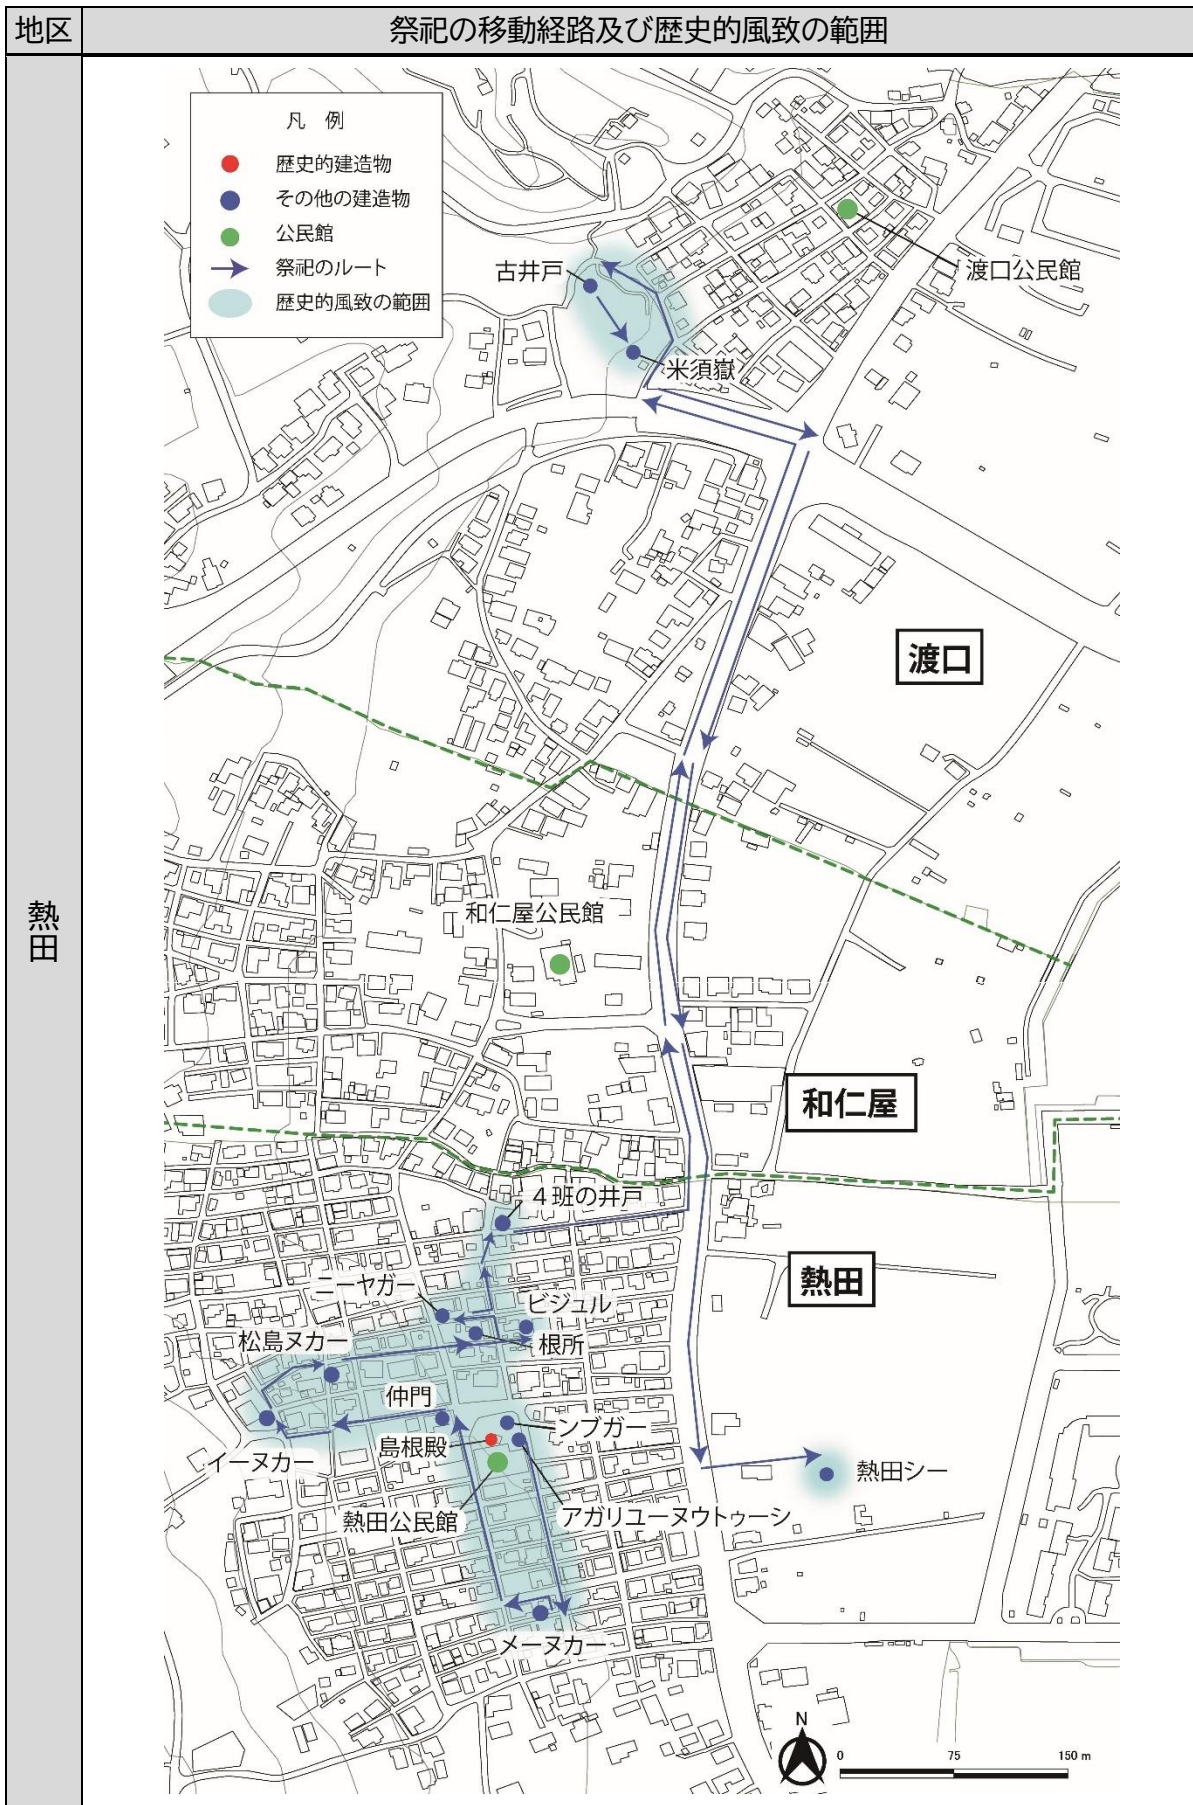 地区
祭祀の移動経路及び歴史的風致の範囲
熱田
凡 例
歴史的建造物
その他の建造物
公民館
祭祀のルート
歴史的風致の範囲
古井戸
渡口公民館
米須嶽
渡口
和仁屋公民館
和仁屋
４班の井戸
熱田
ニーヤガー
ビジュル
松島ヌカー
根所
仲門
ンブガー
島根殿
イーヌカー
熱田シー
熱田公民館
アガリユーヌウトゥーシ
メーヌカー
N
0 75 150 m